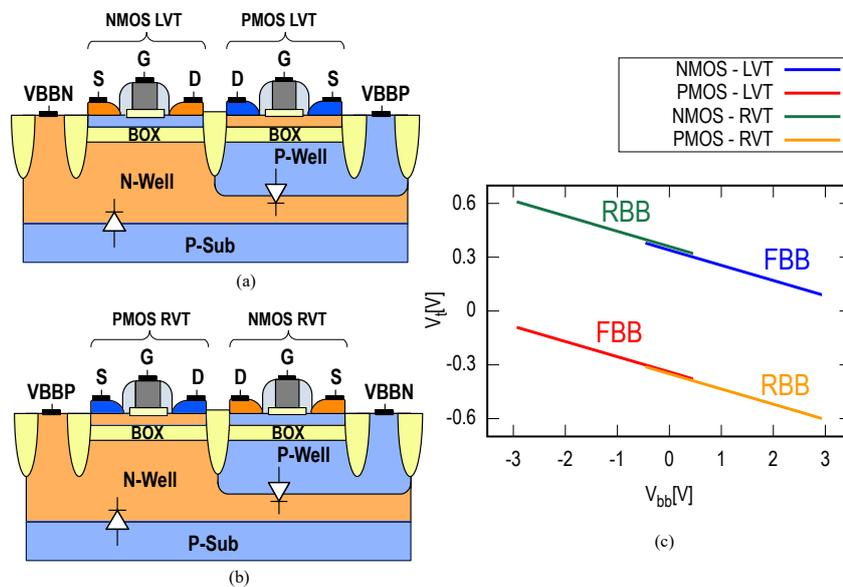 NMOS LVT PMOS LVT
G G
S D D S
VBBN VBBP
BOX BOX
P-Well
N-Well
P-Sub
(a)
PMOS RVT NMOS RVT
G G
S D D S
VBBP VBBN
BOX BOX
P-Well
N-Well
P-Sub
(b)
NMOS - LVT
PMOS - LVT
NMOS - RVT
PMOS - RVT
0.6
0.3
0
-0.3
-0.6
Vt[V]
RBB
FBB
FBB
RBB
-3 -2 -1 0 1 2 3
Vbb[V]
(c)